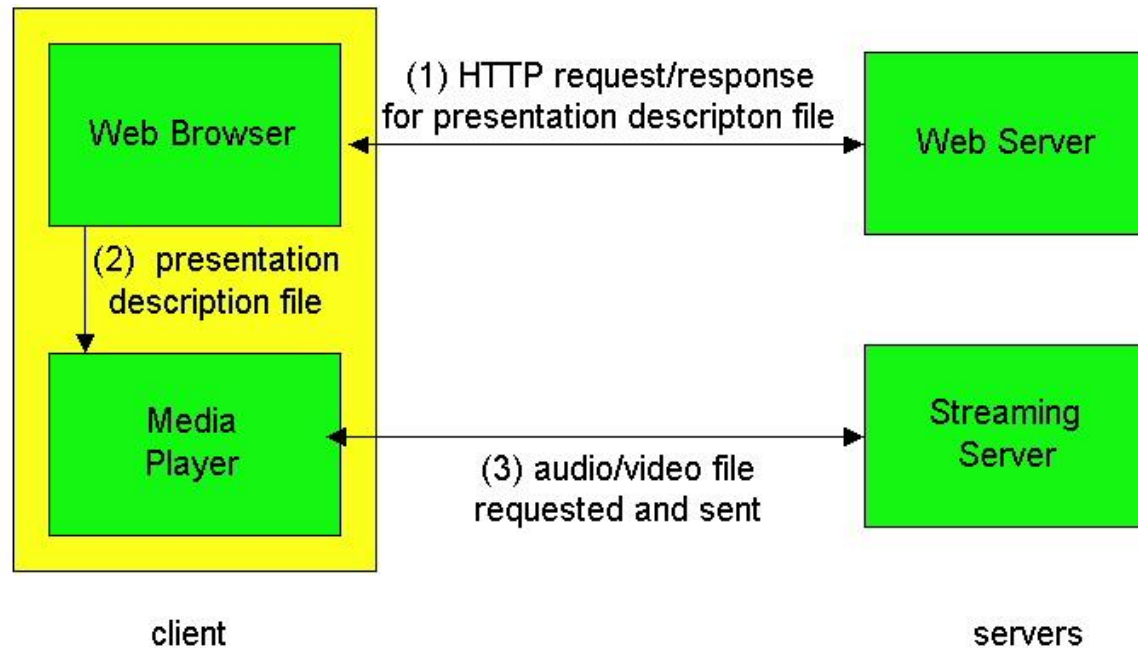 Web Browser
(1) HTTP request/response
for presentation descripton file
Web Server
(2) presentation
description file
Media
Player
(3) audio/video file
requested and sent
Streaming
Server
client
servers